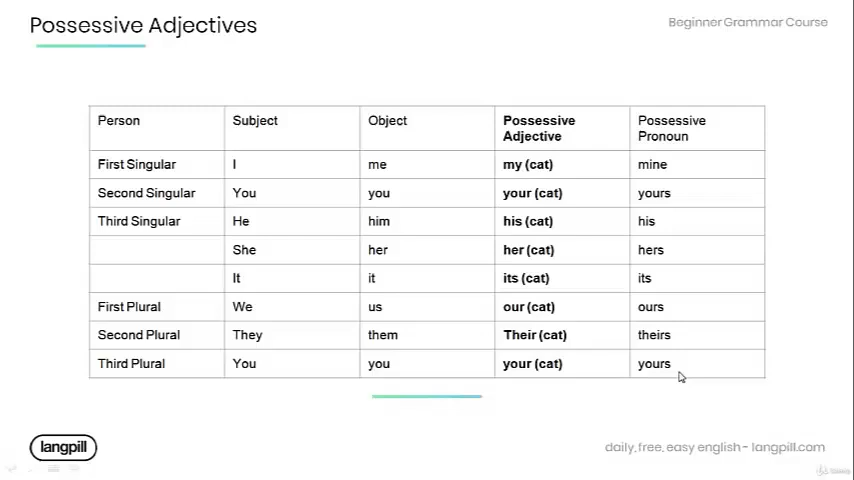 Possessive Adjectives
Beginner Grammar Course
Person Subject Object Possessive Adjective Possessive Pronoun
First Singular I me my (cat) mine
Second Singular You you your (cat) yours
Third Singular He him his (cat) his
She her her (cat) hers
It it its (cat) its
First Plural We us our (cat) ours
Second Plural They them Their (cat) theirs
Third Plural You you your (cat) yours
langpill
daily, free, easy english - langpill.com